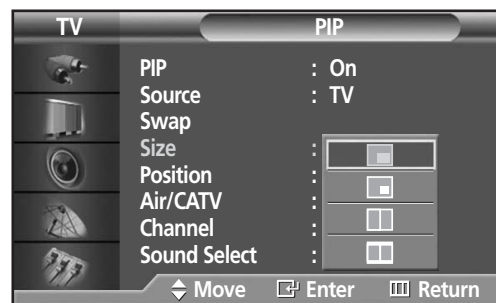 TV PIP
PIP : On
Source : TV
Swap
Size :
Position :
Air/CATV :
Channel :
Sound Select :
Move Enter Return